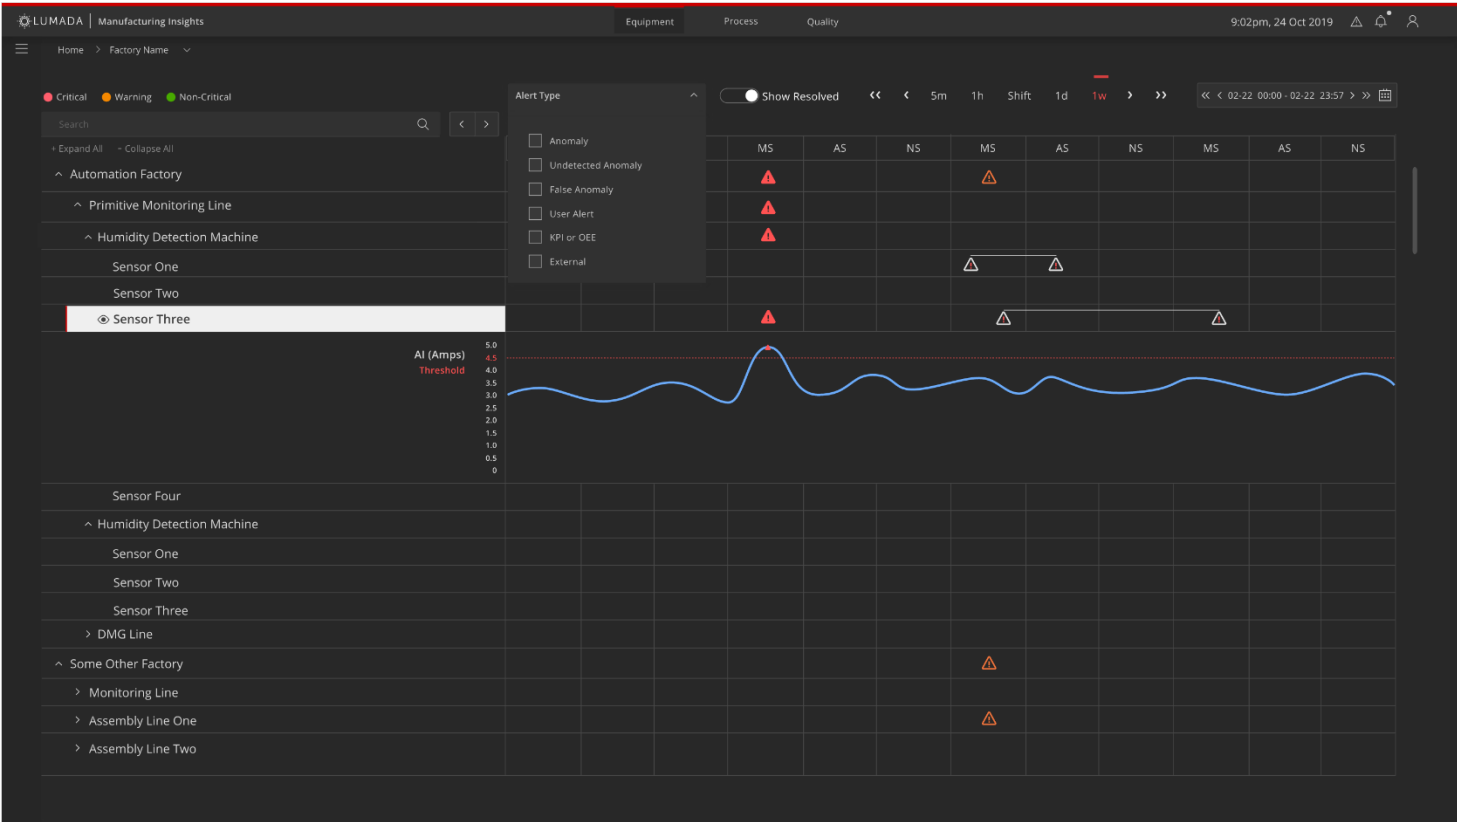 LUMADA Manufacturing Insights
Equipment Process Quality
9:02pm, 24 Oct 2019
Home > Factory Name
Critical Warning Non-Critical
Alert Type
Show Resolved
<< < 5m 1h Shift 1d 1w > >>
<< < 02-22 00:00 - 02-22 23:57 > >>
Search
< >
+ Expand All - Collapse All
Anomaly
Undetected Anomaly
False Anomaly
User Alert
KPI or OEE
External
MS AS NS MS AS NS MS AS NS
Automation Factory
Primitive Monitoring Line
Humidity Detection Machine
Sensor One
Sensor Two
Sensor Three
AI (Amps)
Threshold
5.0
4.5
4.0
3.5
3.0
2.5
2.0
1.5
1.0
0.5
0
Sensor Four
Humidity Detection Machine
Sensor One
Sensor Two
Sensor Three
> DMG Line
Some Other Factory
> Monitoring Line
> Assembly Line One
> Assembly Line Two